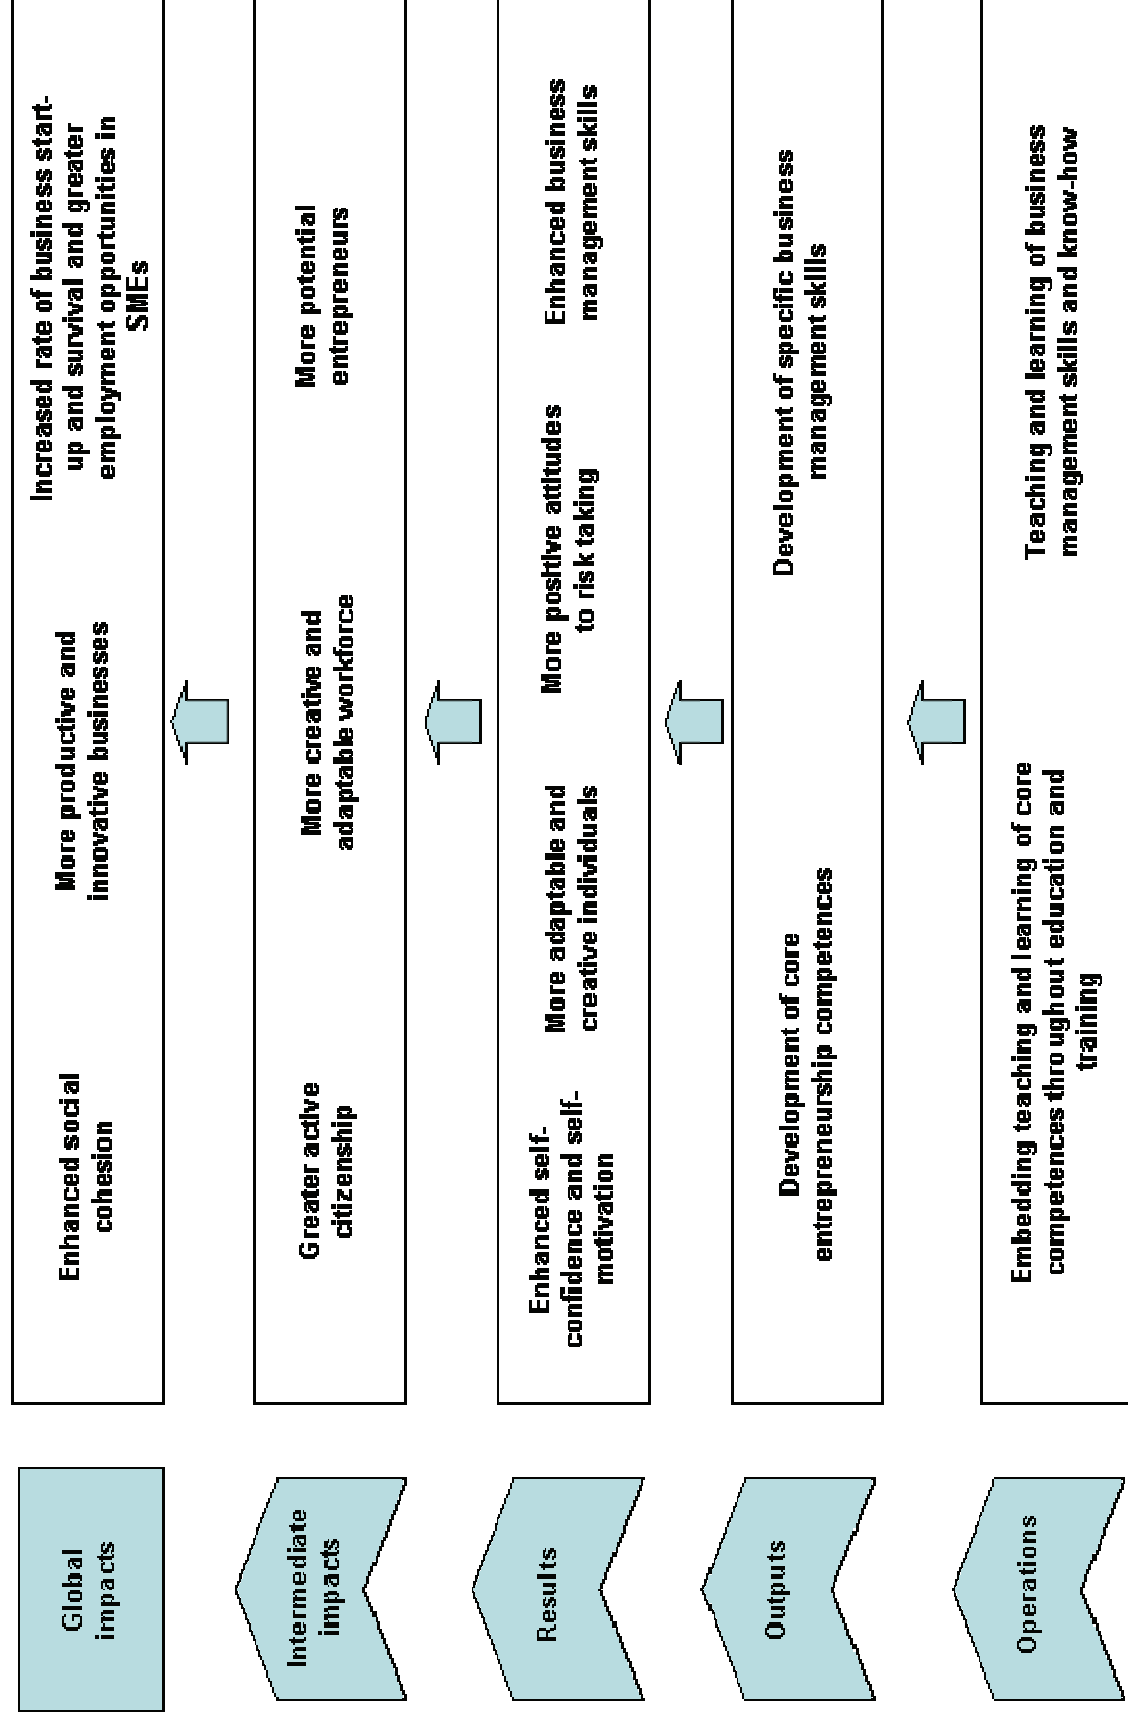 Global
impacts
Enhanced social
cohesion
More productive and
innovative businesses
Increased rate of business start-
up and survival and greater
employment opportunities in
SMEs
Intermediate
impacts
Greater active
citizenship
More creative and
adaptable workforce
More potential
entrepreneurs
Results
Enhanced self-
confidence and self-
motivation
More adaptable and
creative individuals
More positive attitudes
to risk taking
Enhanced business
management skills
Outputs
Development of core
entrepreneurship competences
Development of specific business
management skills
Operations
Embedding teaching and learning of core
competences throughout education and
training
Teaching and learning of business
management skills and know-how